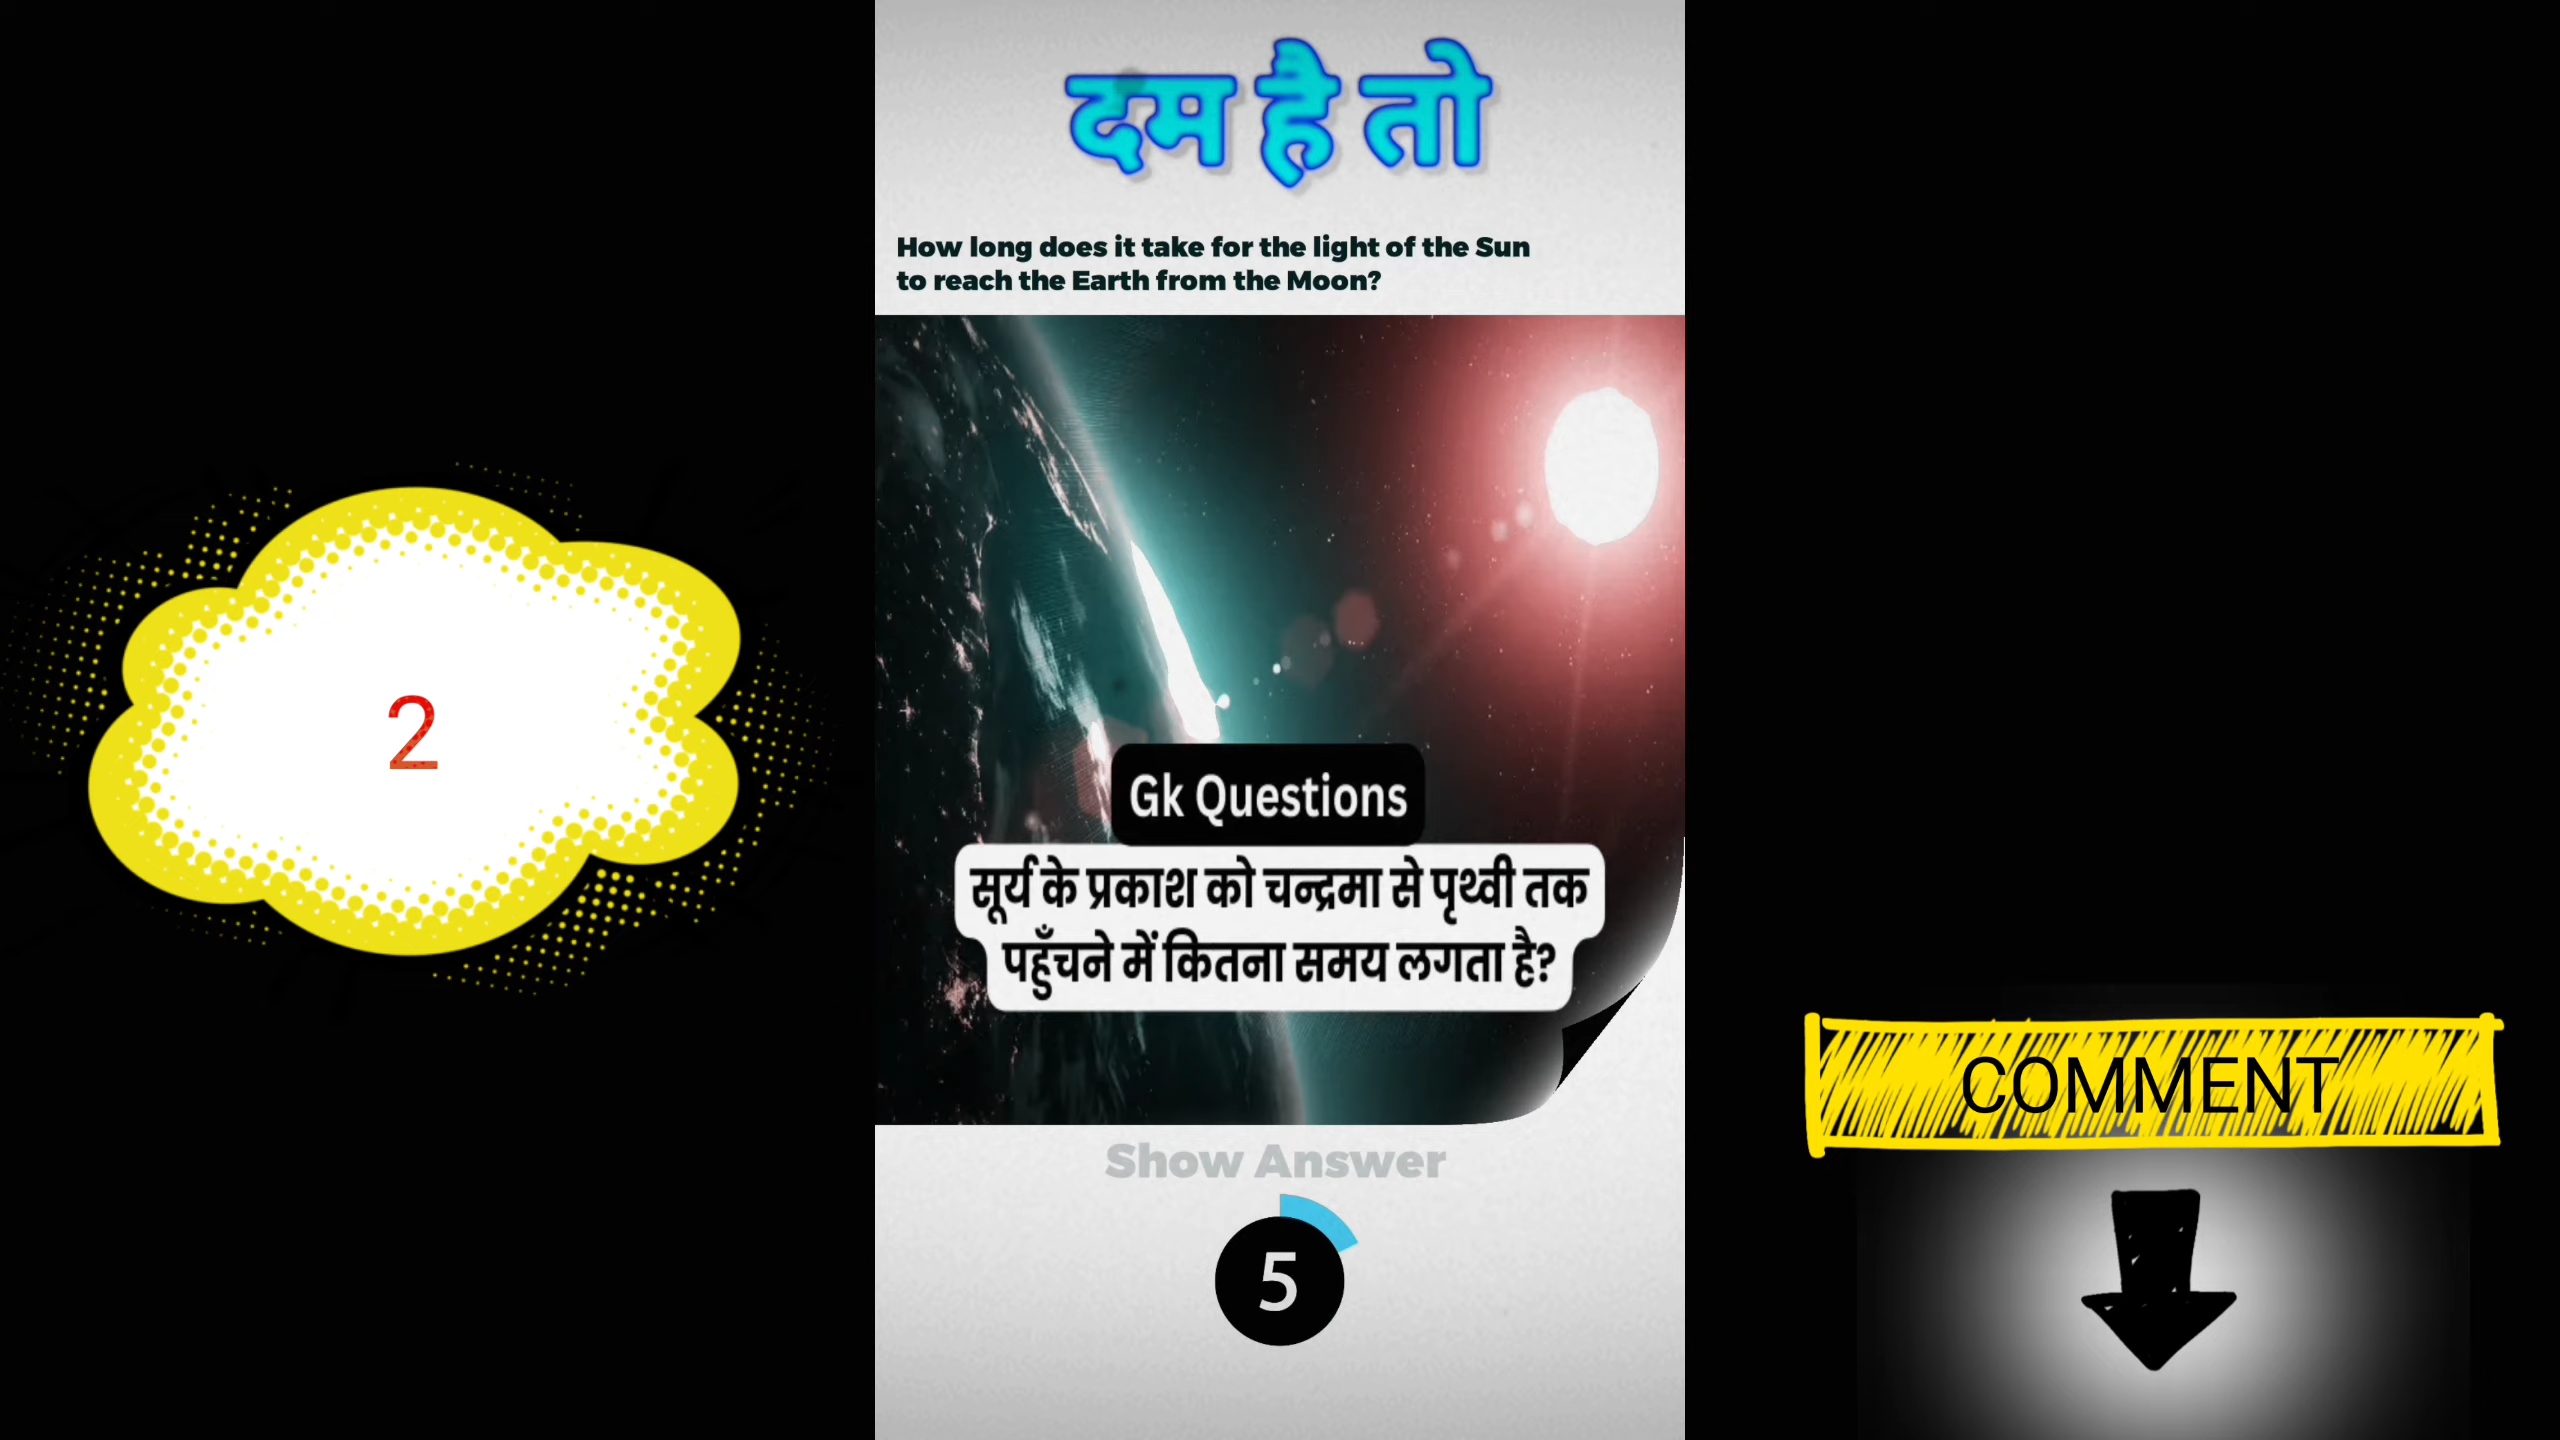 दम है तो
How long does it take for the light of the Sun
to reach the Earth from the Moon?
2
Gk Questions
सूर्य के प्रकाश को चन्द्रमा से पृथ्वी तक
पहुँचने में कितना समय लगता है?
COMMENT
Show Answer
5